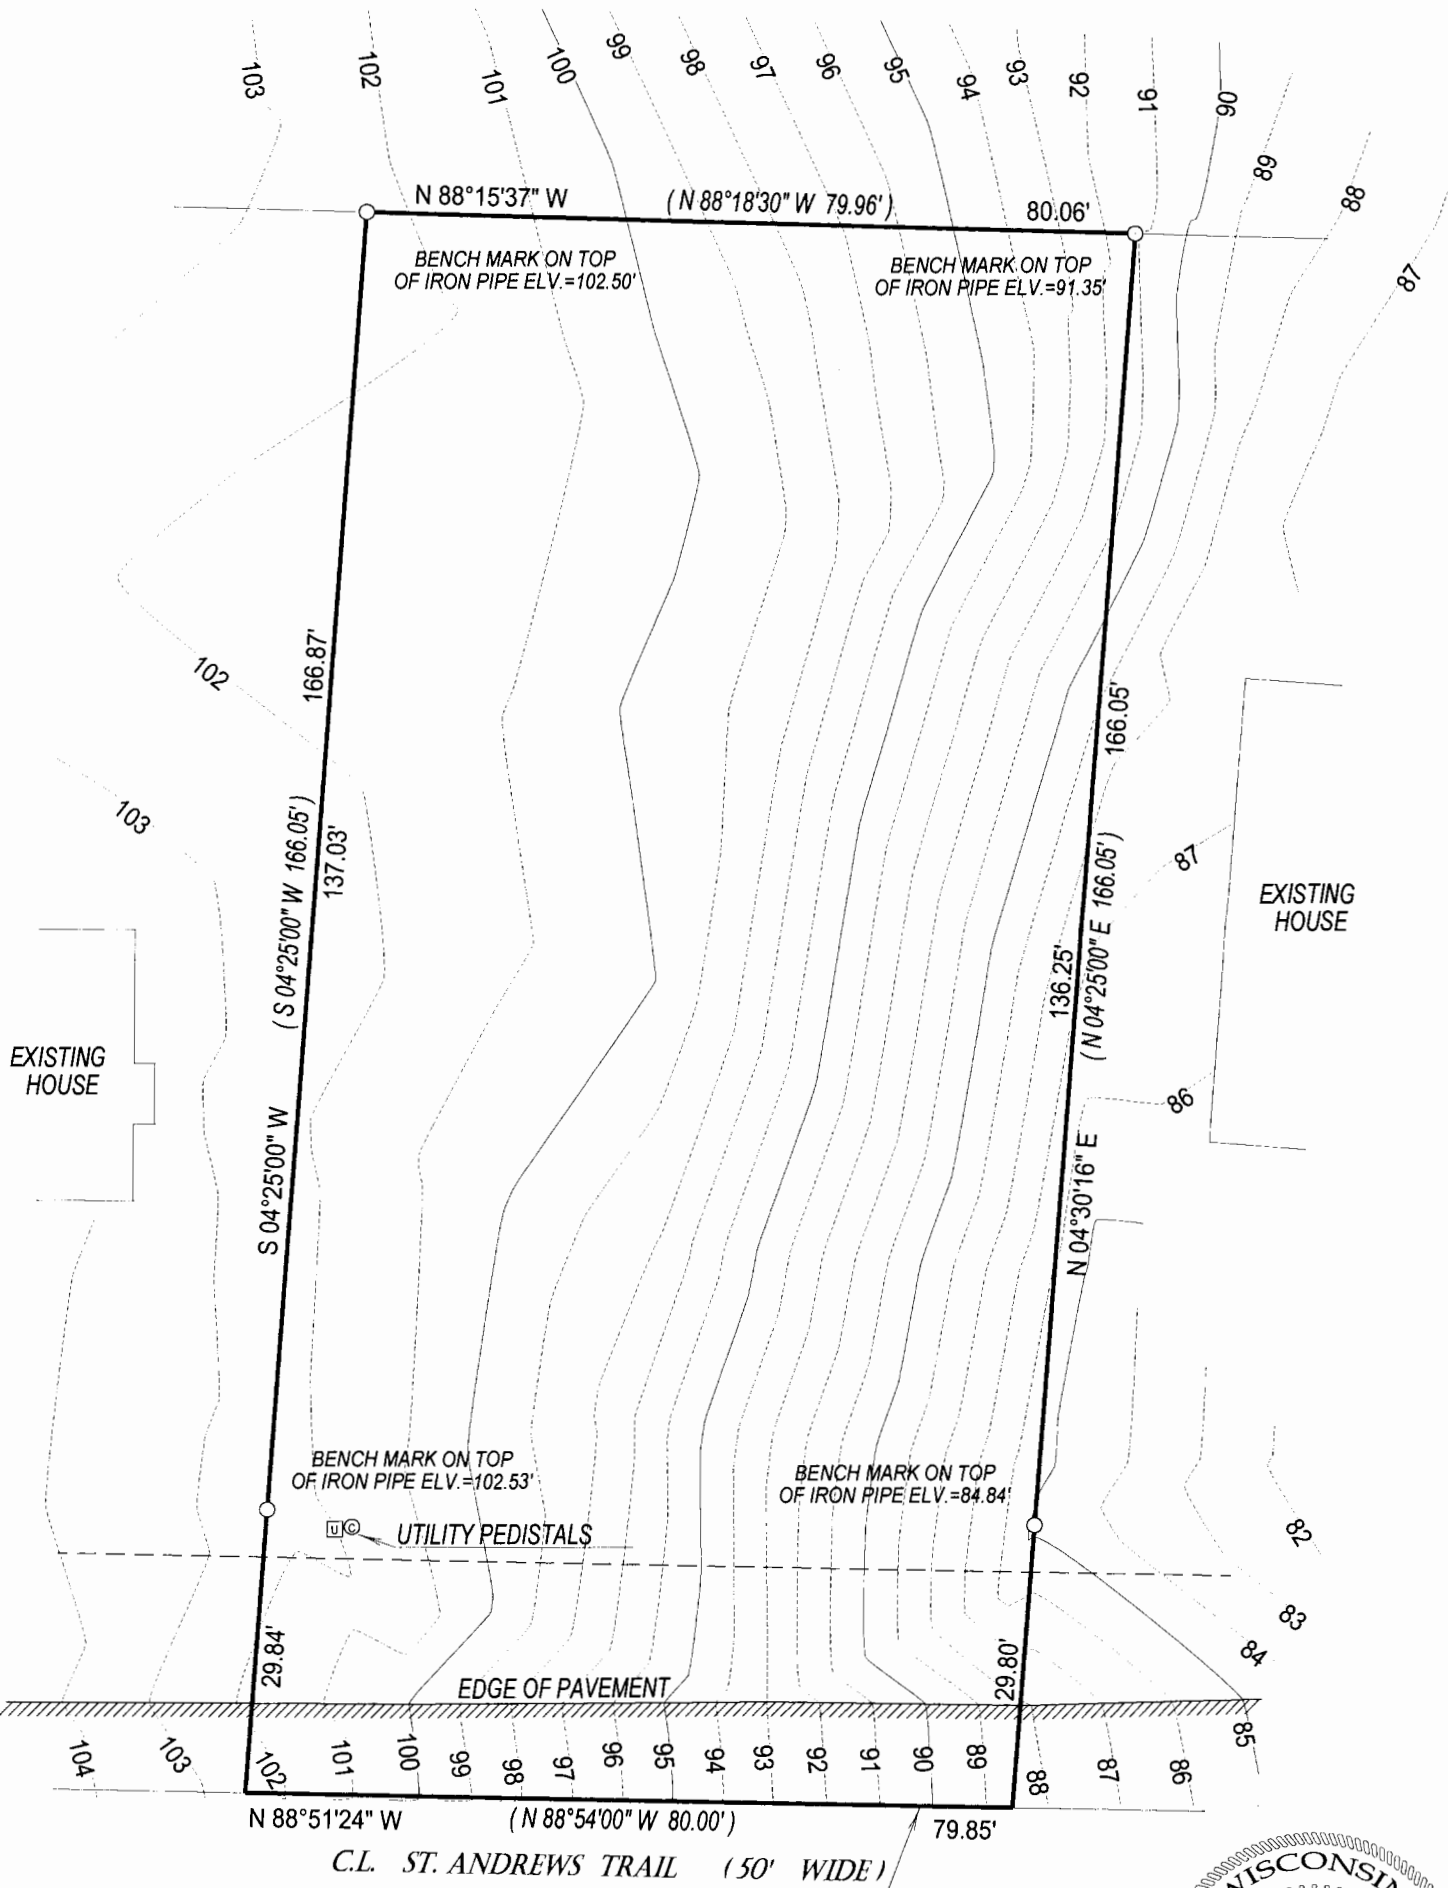 103
102
101
100
99
98
97
96
95
94
93
92
91
90
89
88
87
N 88°15'37" W
(N 88°18'30" W 79.96')
80.06'
BENCH MARK ON TOP
OF IRON PIPE ELV.=102.50'
BENCH MARK ON TOP
OF IRON PIPE ELV.=91.35'
166.87'
102
166.05'
103
(S 04°25'00" W 166.05')
137.03'
(N 04°25'00" E 166.05')
136.25'
87
EXISTING
HOUSE
EXISTING
HOUSE
86
S 04°25'00" W
N 04°30'16" E
BENCH MARK ON TOP
OF IRON PIPE ELV.=102.53'
BENCH MARK ON TOP
OF IRON PIPE ELV.=84.84'
U C
UTILITY PEDISTALS
82
83
84
29.84'
29.80'
EDGE OF PAVEMENT
104
103
102
101
100
99
98
97
96
95
94
93
92
91
90
89
88
87
86
85
N 88°51'24" W
(N 88°54'00" W 80.00')
79.85'
C.L. ST. ANDREWS TRAIL (50' WIDE)
WISCONSIN